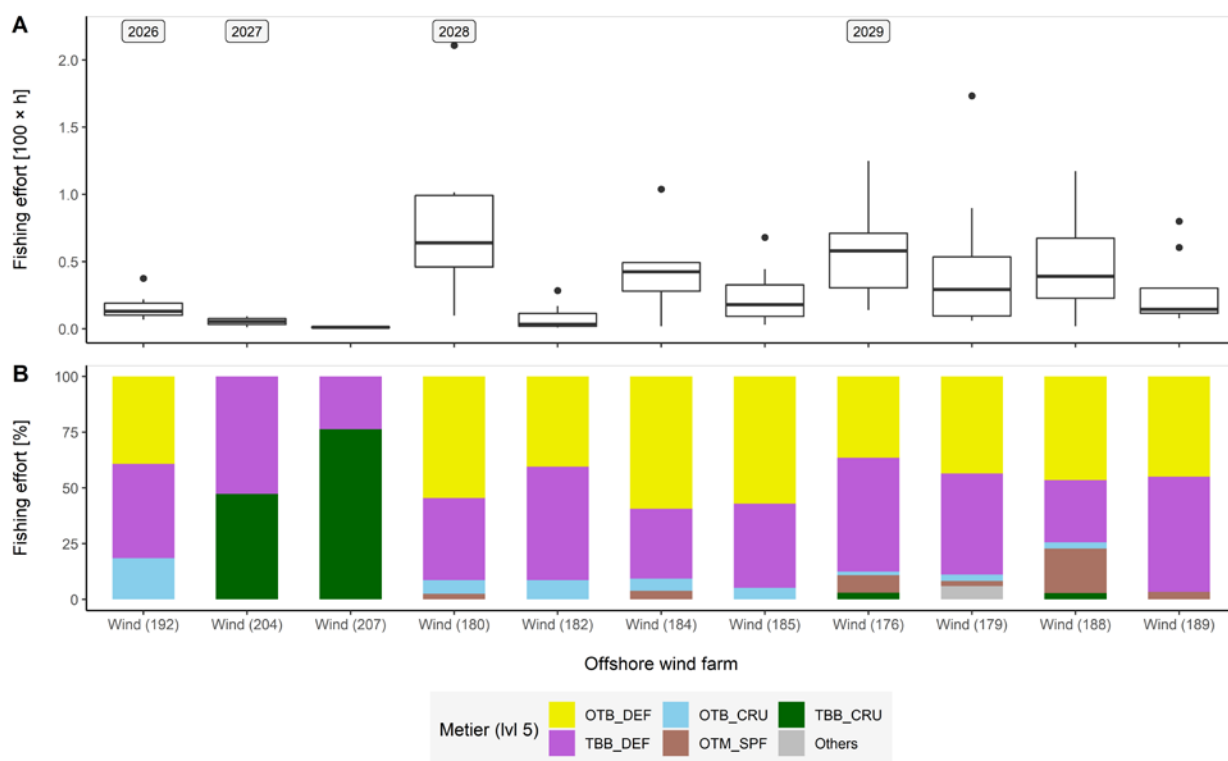 A
2026 2027 2028 2029
Fishing effort [100 × h]
2.0
1.5
1.0
0.5
0.0
B
Fishing effort [%]
100
75
50
25
0
Wind (192) Wind (204) Wind (207) Wind (180) Wind (182) Wind (184) Wind (185) Wind (176) Wind (179) Wind (188) Wind (189)
Offshore wind farm
Metier (lvl 5)
OTB_DEF OTB_CRU TBB_CRU
TBB_DEF OTM_SPF Others